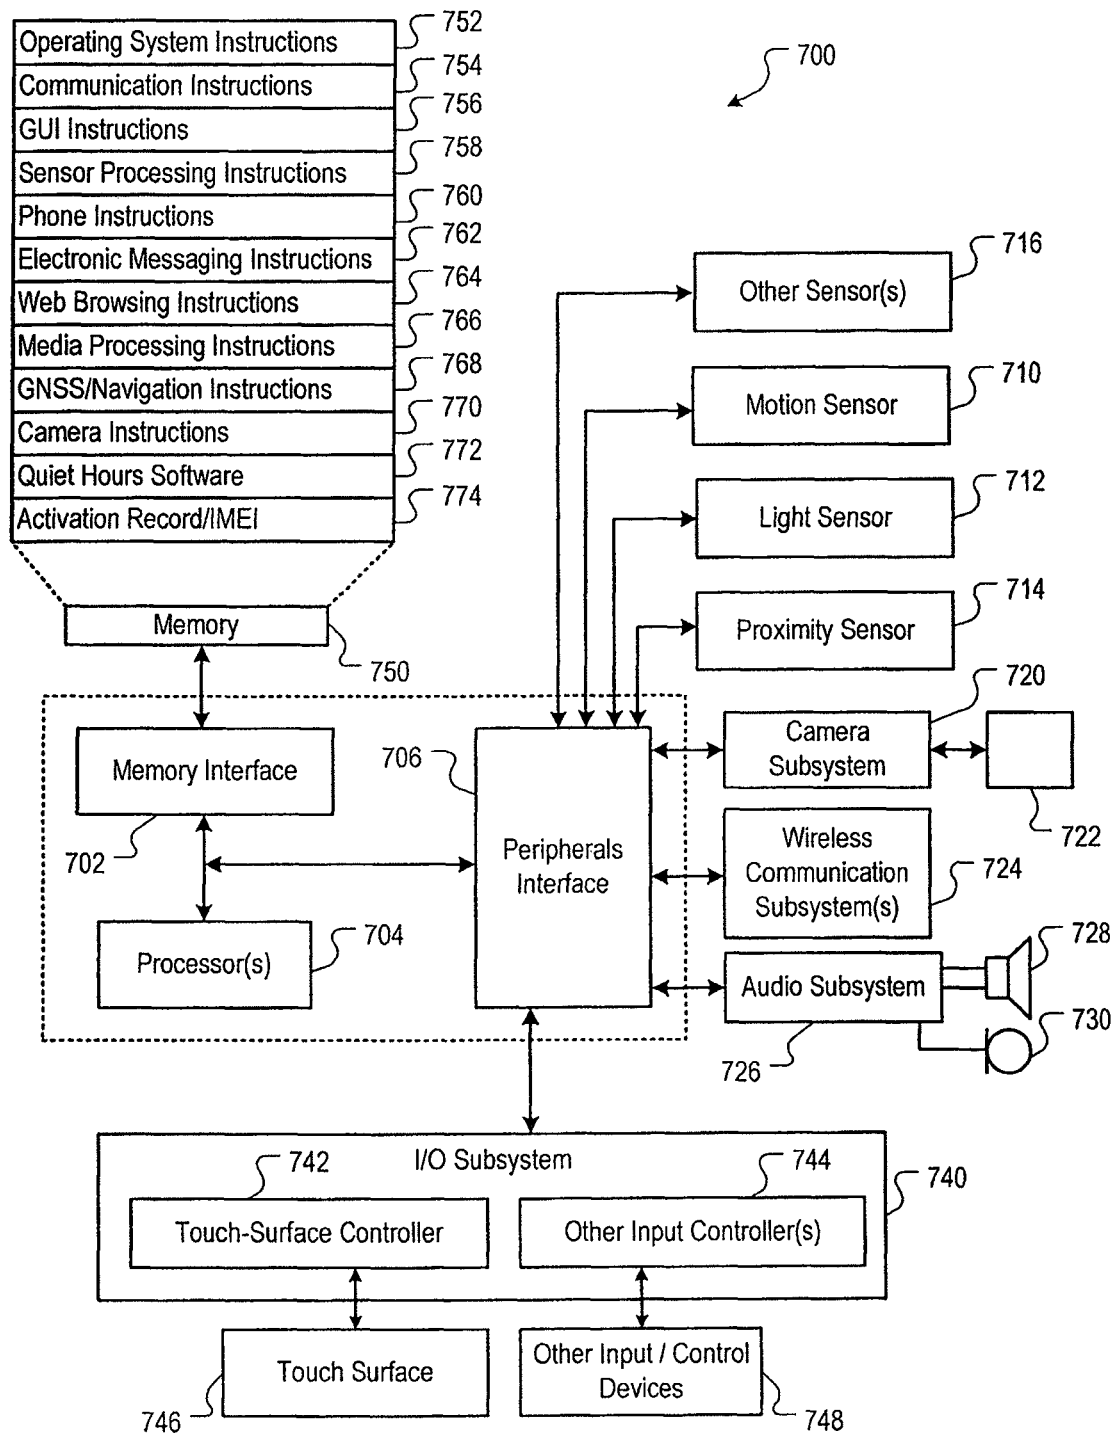 Operating System Instructions 752
Communication Instructions 754
GUI Instructions 756
Sensor Processing Instructions 758
Phone Instructions 760
Electronic Messaging Instructions 762
Web Browsing Instructions 764
Media Processing Instructions 766
GNSS/Navigation Instructions 768
Camera Instructions 770
Quiet Hours Software 772
Activation Record/IMEI 774
700
Memory
750
Other Sensor(s)
716
Motion Sensor
710
Light Sensor
712
Proximity Sensor
714
Memory Interface
702
Processor(s)
704
706
Peripherals
Interface
720
Camera
Subsystem
722
Wireless
Communication
Subsystem(s)
724
Audio Subsystem
726
728
730
I/O Subsystem
740
742
Touch-Surface Controller
744
Other Input Controller(s)
Touch Surface
746
Other Input / Control
Devices
748